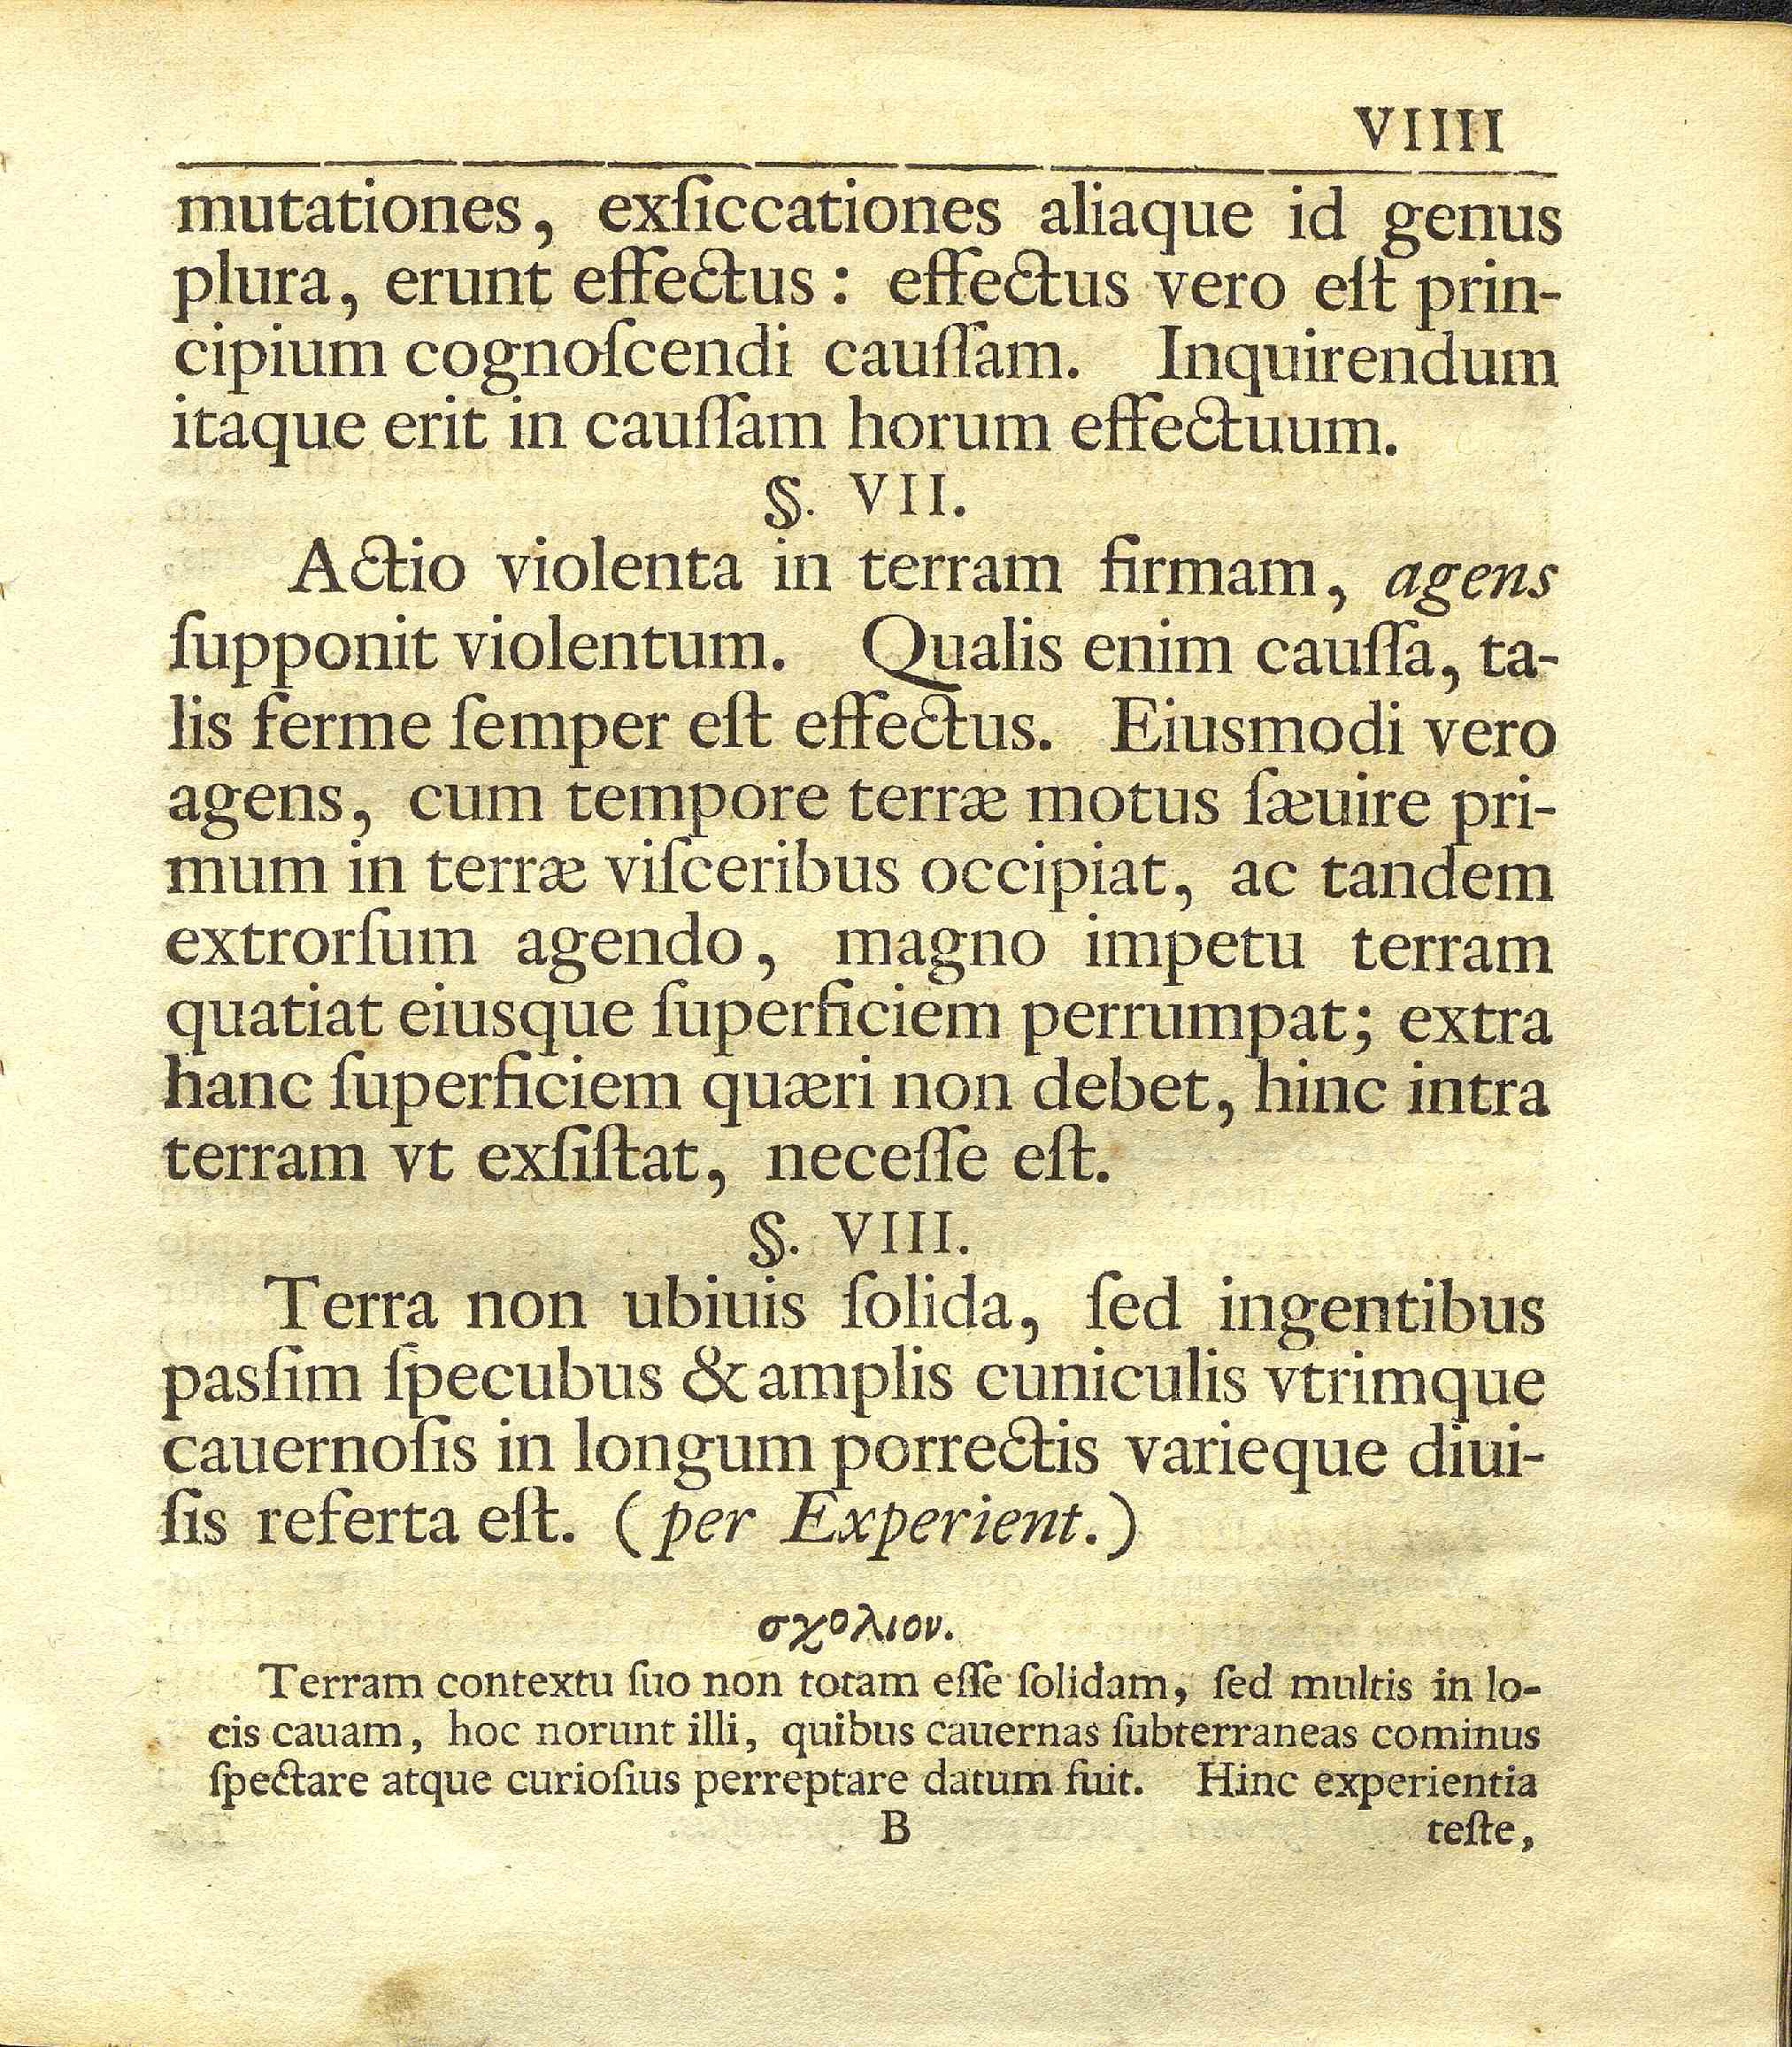 VIIII
mutationes, exſiccationes aliaque id genus
plura, erunt effectus: effectus vero eſt prin-
cipium cognoſcendi cauſſam. Inquirendum
itaque erit in cauſſam horum effectuum.
§. VII.
Actio violenta in terram firmam, agens
ſupponit violentum. Qualis enim cauſſa, ta-
lis ferme ſemper eſt effectus. Eiusmodi vero
agens, cum tempore terræ motus ſæuire pri-
mum in terræ viſceribus occipiat, ac tandem
extrorſum agendo, magno impetu terram
quatiat eiusque ſuperficiem perrumpat; extra
hanc ſuperficiem quæri non debet, hinc intra
terram vt exſiſtat, neceſſe eſt.
§. VIII.
Terra non ubiuis ſolida, ſed ingentibus
pasſim ſpecubus & amplis cuniculis vtrimque
cauernoſis in longum porrectis varieque diui-
ſis referta eſt. (per Experient.)
σχολιον.
Terram contextu ſuo non totam eſſe ſolidam, ſed multis in lo-
cis cauam, hoc norunt illi, quibus cauernas ſubterraneas cominus
ſpectare atque curioſius perreptare datum fuit. Hinc experientia
B teſte,